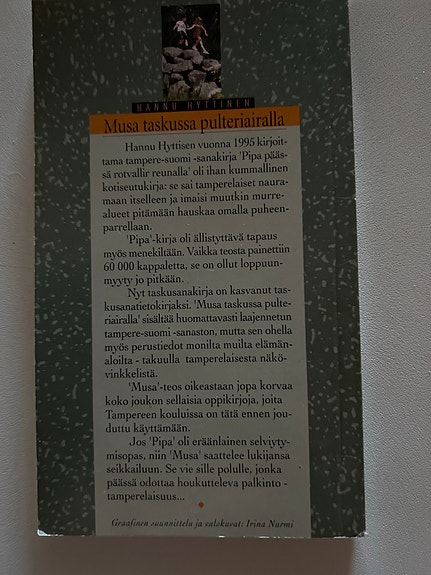 HANNU HYTTINEN
Musa taskussa pulteriairalla
Hannu Hyttisen vuonna 1995 kirjoit-
tama tampere-suomi -sanakirja 'Pipa pääs-
sä rotvallir reunalla' oli ihan kummallinen
kotiseutukirja: se sai tamperelaiset naura-
maan itselleen ja imaisi muutkin murre-
alueet pitämään hauskaa omalla puheen-
parrellaan.
'Pipa'-kirja oli ällistyttävä tapaus
myös menekiltään. Vaikka teosta painettiin
60 000 kappaletta, se on ollut loppuun-
myyty jo pitkään.
Nyt taskusanakirja on kasvanut tas-
kusanatietokirjaksi. 'Musa taskussa pulte-
riairalla' sisältää huomattavasti laajennetun
tampere-suomi -sanaston, mutta sen ohella
myös perustiedot monilta muilta elämän-
aloilta - takuulla tamperelaisesta näkö-
vinkkelistä.
'Musa'-teos oikeastaan jopa korvaa
koko joukon sellaisia oppikirjoja, joita
Tampereen kouluissa on tätä ennen jou-
duttu käyttämään.
Jos 'Pipa' oli eräänlainen selviyty-
misopas, niin 'Musa' saattelee lukijansa
seikkailuun. Se vie sille polulle, jonka
päässä odottaa houkutteleva palkinto -
tamperelaisuus...
Graafinen suunnittelu ja valokuvat: Irina Nurmi